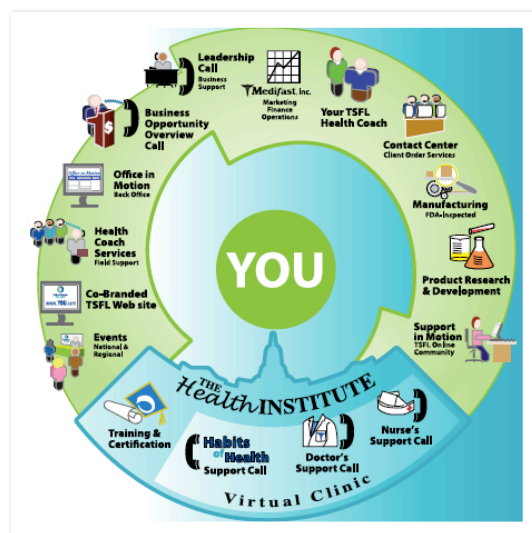 Leadership
Call
Business
Support
Medifast, Inc.
Marketing
Finance
Operations
Your TSFL
Health Coach
Contact Center
Client Order Services
Manufacturing
FDA-Inspected
Product Research
& Development
Support
in Motion
TSFL Online
Community
Business
Opportunity
Overview
Call
Office in
Motion
Back Office
Health
Coach
Services
Field Support
Co-Branded
TSFL Web site
www.YOU.com
Events
National &
Regional
YOU
THE
Health INSTITUTE
Training &
Certification
Habits
of Health
Support Call
Doctor's
Support Call
Nurse's
Support Call
Virtual Clinic